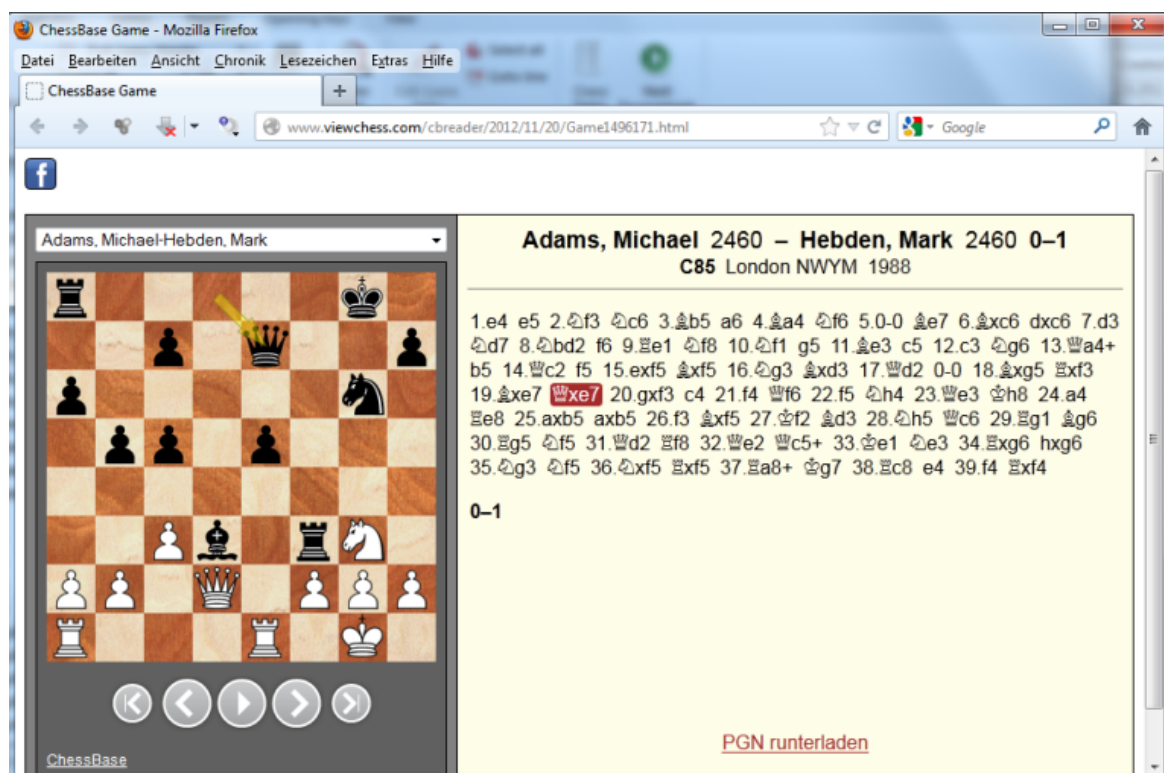 ChessBase Game - Mozilla Firefox
Datei Bearbeiten Ansicht Chronik Lesezeichen Extras Hilfe
ChessBase Game
www.viewchess.com/cbreader/2012/11/20/Game1496171.html
Google
f
Adams, Michael-Hebden, Mark
Adams, Michael 2460 – Hebden, Mark 2460 0–1
C85 London NWYM 1988
1.e4 e5 2.♘f3 ♘c6 3.♗b5 a6 4.♗a4 ♘f6 5.0-0 ♗e7 6.♗xc6 dxc6 7.d3
♘d7 8.♘bd2 f6 9.♖e1 ♘f8 10.♘f1 g5 11.♗e3 c5 12.c3 ♘g6 13.♕a4+
b5 14.♕c2 f5 15.exf5 ♗xf5 16.♘g3 ♗xd3 17.♕d2 0-0 18.♗xg5 ♖xf3
19.♗xe7 ♕xe7 20.gxf3 c4 21.f4 ♕f6 22.f5 ♘h4 23.♕e3 ♔h8 24.a4
♖e8 25.axb5 axb5 26.f3 ♗xf5 27.♔f2 ♗d3 28.♘h5 ♕c6 29.♖g1 ♗g6
30.♖g5 ♘f5 31.♕d2 ♖f8 32.♕e2 ♕c5+ 33.♔e1 ♘e3 34.♖xg6 hxg6
35.♘g3 ♘f5 36.♘xf5 ♖xf5 37.♖a8+ ♔g7 38.♖c8 e4 39.f4 ♖xf4
0–1
PGN runterladen
ChessBase